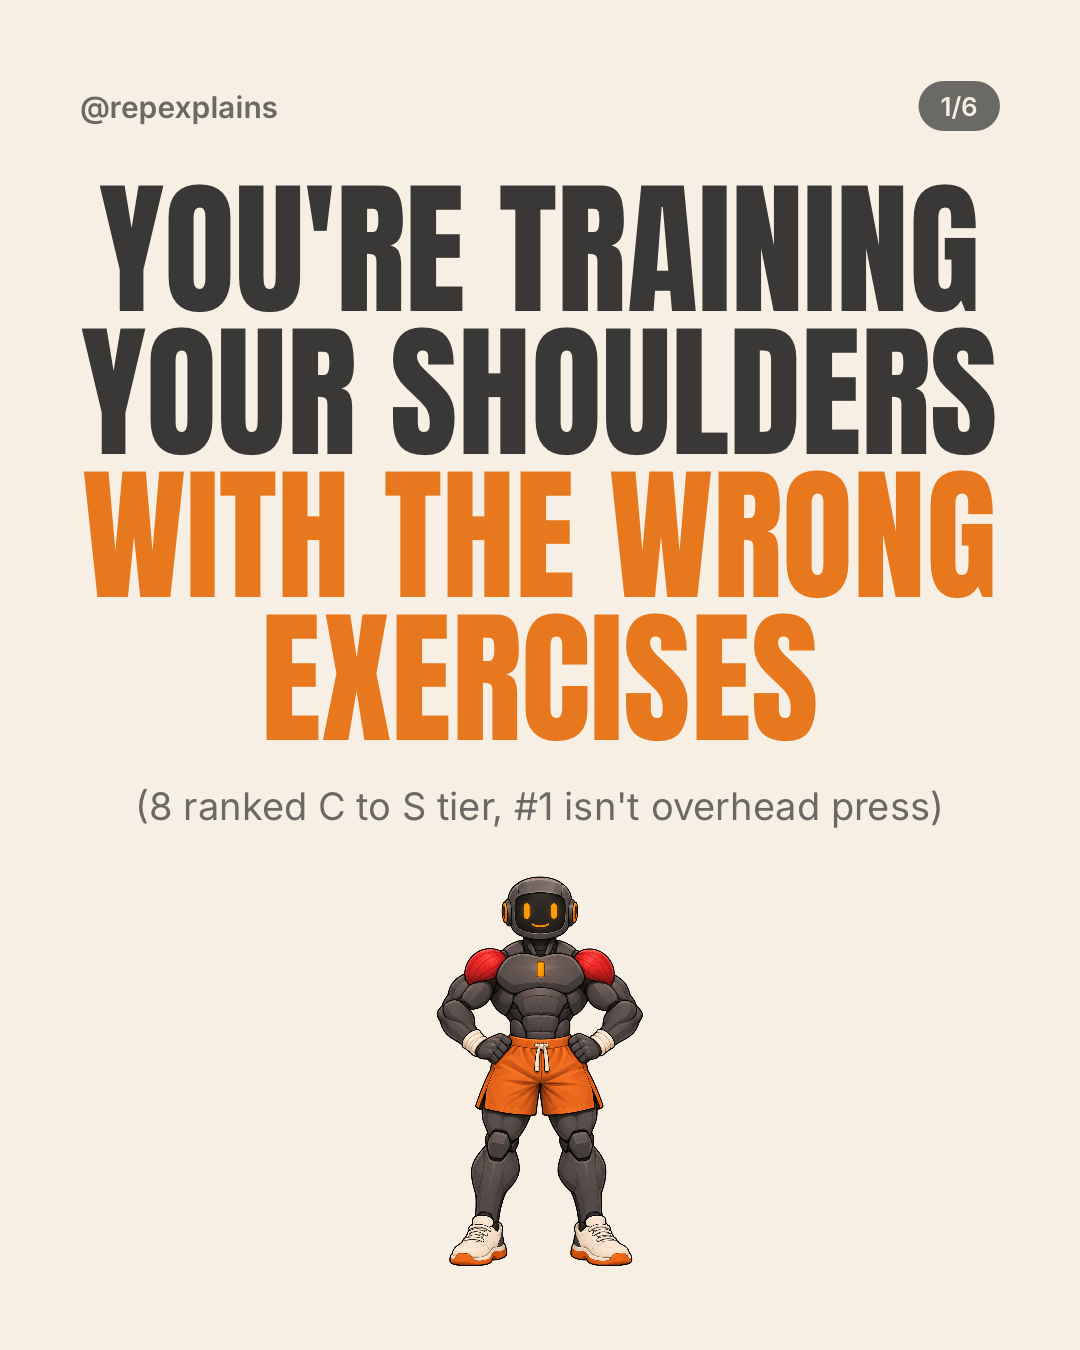 @repexplains
1/6
YOU'RE TRAINING
YOUR SHOULDERS
WITH THE WRONG
EXERCISES
(8 ranked C to S tier, #1 isn't overhead press)